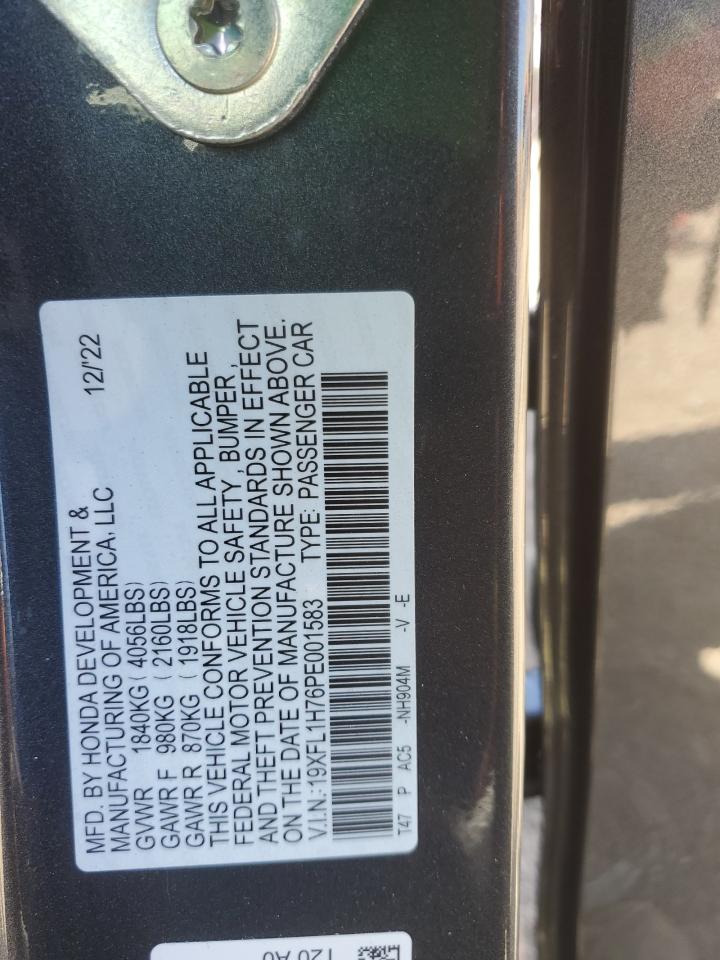 MFD. BY HONDA DEVELOPMENT & 12/'22
MANUFACTURING OF AMERICA, LLC
GVWR 1840KG ( 4056LBS)
GAWR F 980KG ( 2160LBS)
GAWR R 870KG ( 1918LBS)
THIS VEHICLE CONFORMS TO ALL APPLICABLE
FEDERAL MOTOR VEHICLE SAFETY, BUMPER,
AND THEFT PREVENTION STANDARDS IN EFFECT
ON THE DATE OF MANUFACTURE SHOWN ABOVE.
V.I.N.:19XFL1H76PE001583 TYPE: PASSENGER CAR
T47 P AC5 -NH904M -V -E
T20 A0